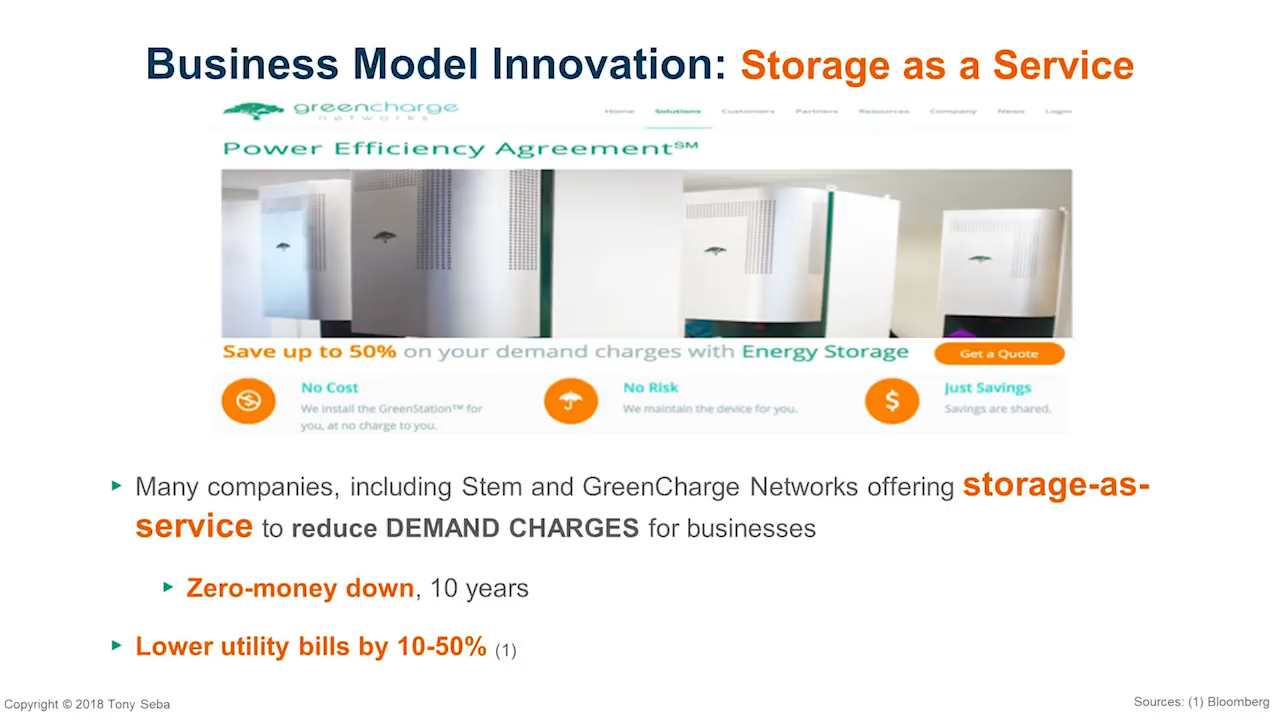 Business Model Innovation: Storage as a Service
greencharge
networks
Home Solutions Customers Partners Resources Company News Login
Power Efficiency Agreement℠
Save up to 50% on your demand charges with Energy Storage
Get a Quote
No Cost
We install the GreenStation™ for
you, at no charge to you.
No Risk
We maintain the device for you.
Just Savings
Savings are shared.
Many companies, including Stem and GreenCharge Networks offering storage-as-
service to reduce DEMAND CHARGES for businesses
Zero-money down, 10 years
Lower utility bills by 10-50% (1)
Copyright © 2018 Tony Seba
Sources: (1) Bloomberg